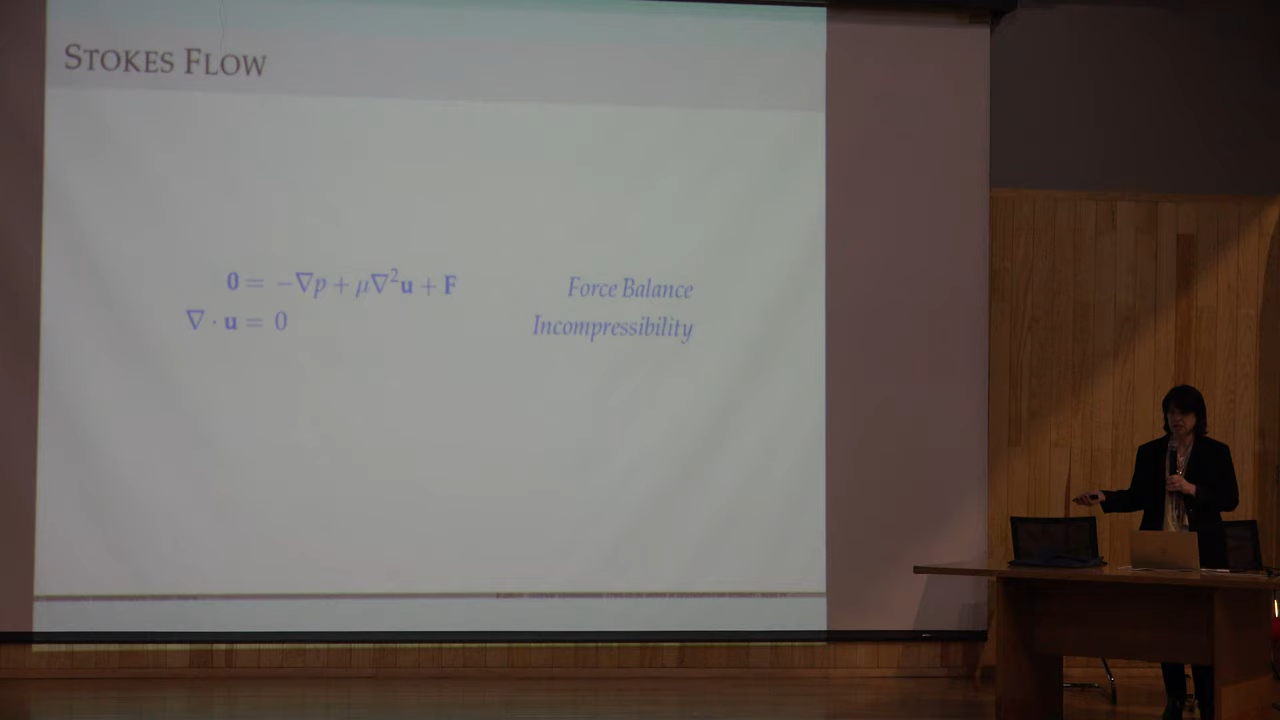 STOKES FLOW
0 = −∇p + μ∇²u + F Force Balance
∇ · u = 0 Incompressibility